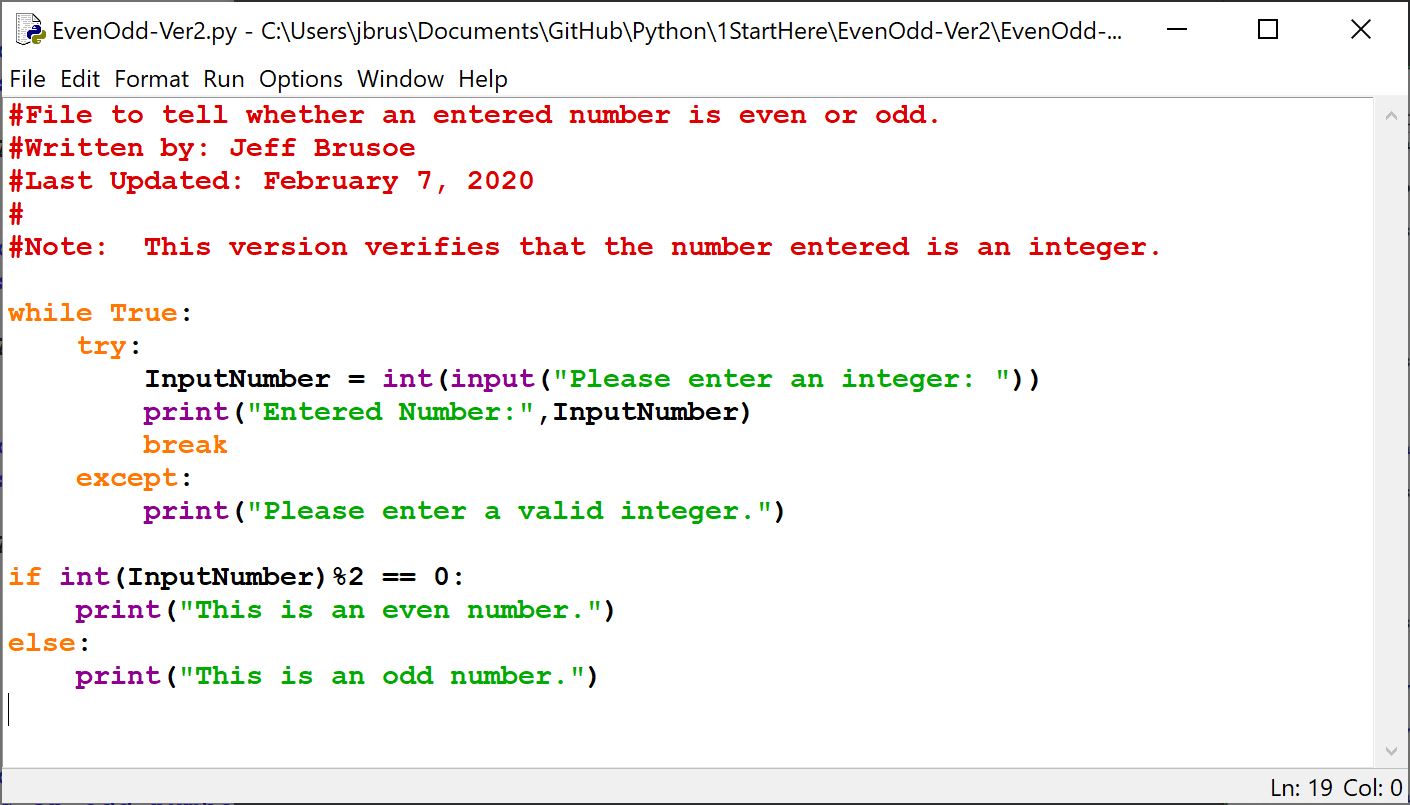 EvenOdd-Ver2.py - C:\Users\jbrus\Documents\GitHub\Python\1StartHere\EvenOdd-Ver2\EvenOdd-...
File Edit Format Run Options Window Help
#File to tell whether an entered number is even or odd.
#Written by: Jeff Brusoe
#Last Updated: February 7, 2020
#
#Note:  This version verifies that the number entered is an integer.
while True:
    try:
        InputNumber = int(input("Please enter an integer: "))
        print("Entered Number:",InputNumber)
        break
    except:
        print("Please enter a valid integer.")
if int(InputNumber)%2 == 0:
    print("This is an even number.")
else:
    print("This is an odd number.")
Ln: 19 Col: 0